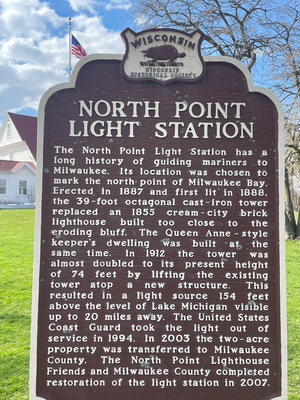 WISCONSIN
WISCONSIN
HISTORICAL SOCIETY
NORTH POINT
LIGHT STATION
The North Point Light Station has a
long history of guiding mariners to
Milwaukee. Its location was chosen to
mark the north point of Milwaukee Bay.
Erected in 1887 and first lit in 1888,
the 39-foot octagonal cast-iron tower
replaced an 1855 cream-city brick
lighthouse built too close to the
eroding bluff. The Queen Anne-style
keeper's dwelling was built at the
same time. In 1912 the tower was
almost doubled to its present height
of 74 feet by lifting the existing
tower atop a new structure. This
resulted in a light source 154 feet
above the level of Lake Michigan visible
up to 20 miles away. The United States
Coast Guard took the light out of
service in 1994. In 2003 the two-acre
property was transferred to Milwaukee
County. The North Point Lighthouse
Friends and Milwaukee County completed
restoration of the light station in 2007.